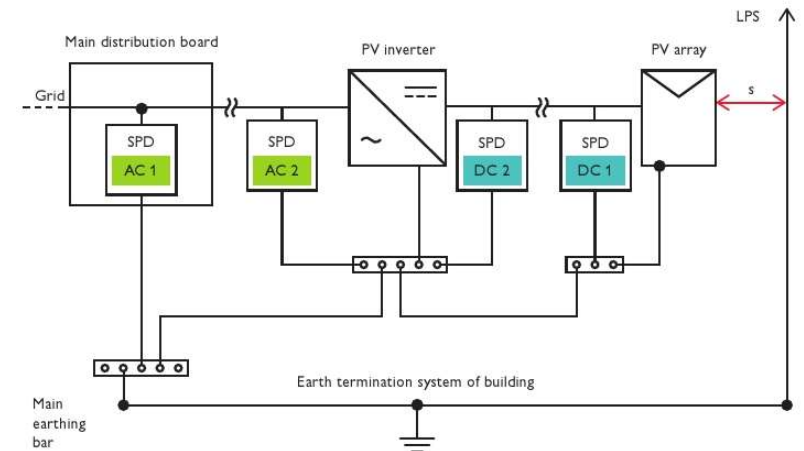 LPS
Main distribution board
PV inverter
PV array
Grid
s
SPD
AC 1
SPD
AC 2
SPD
DC 2
SPD
DC 1
Earth termination system of building
Main
earthing
bar